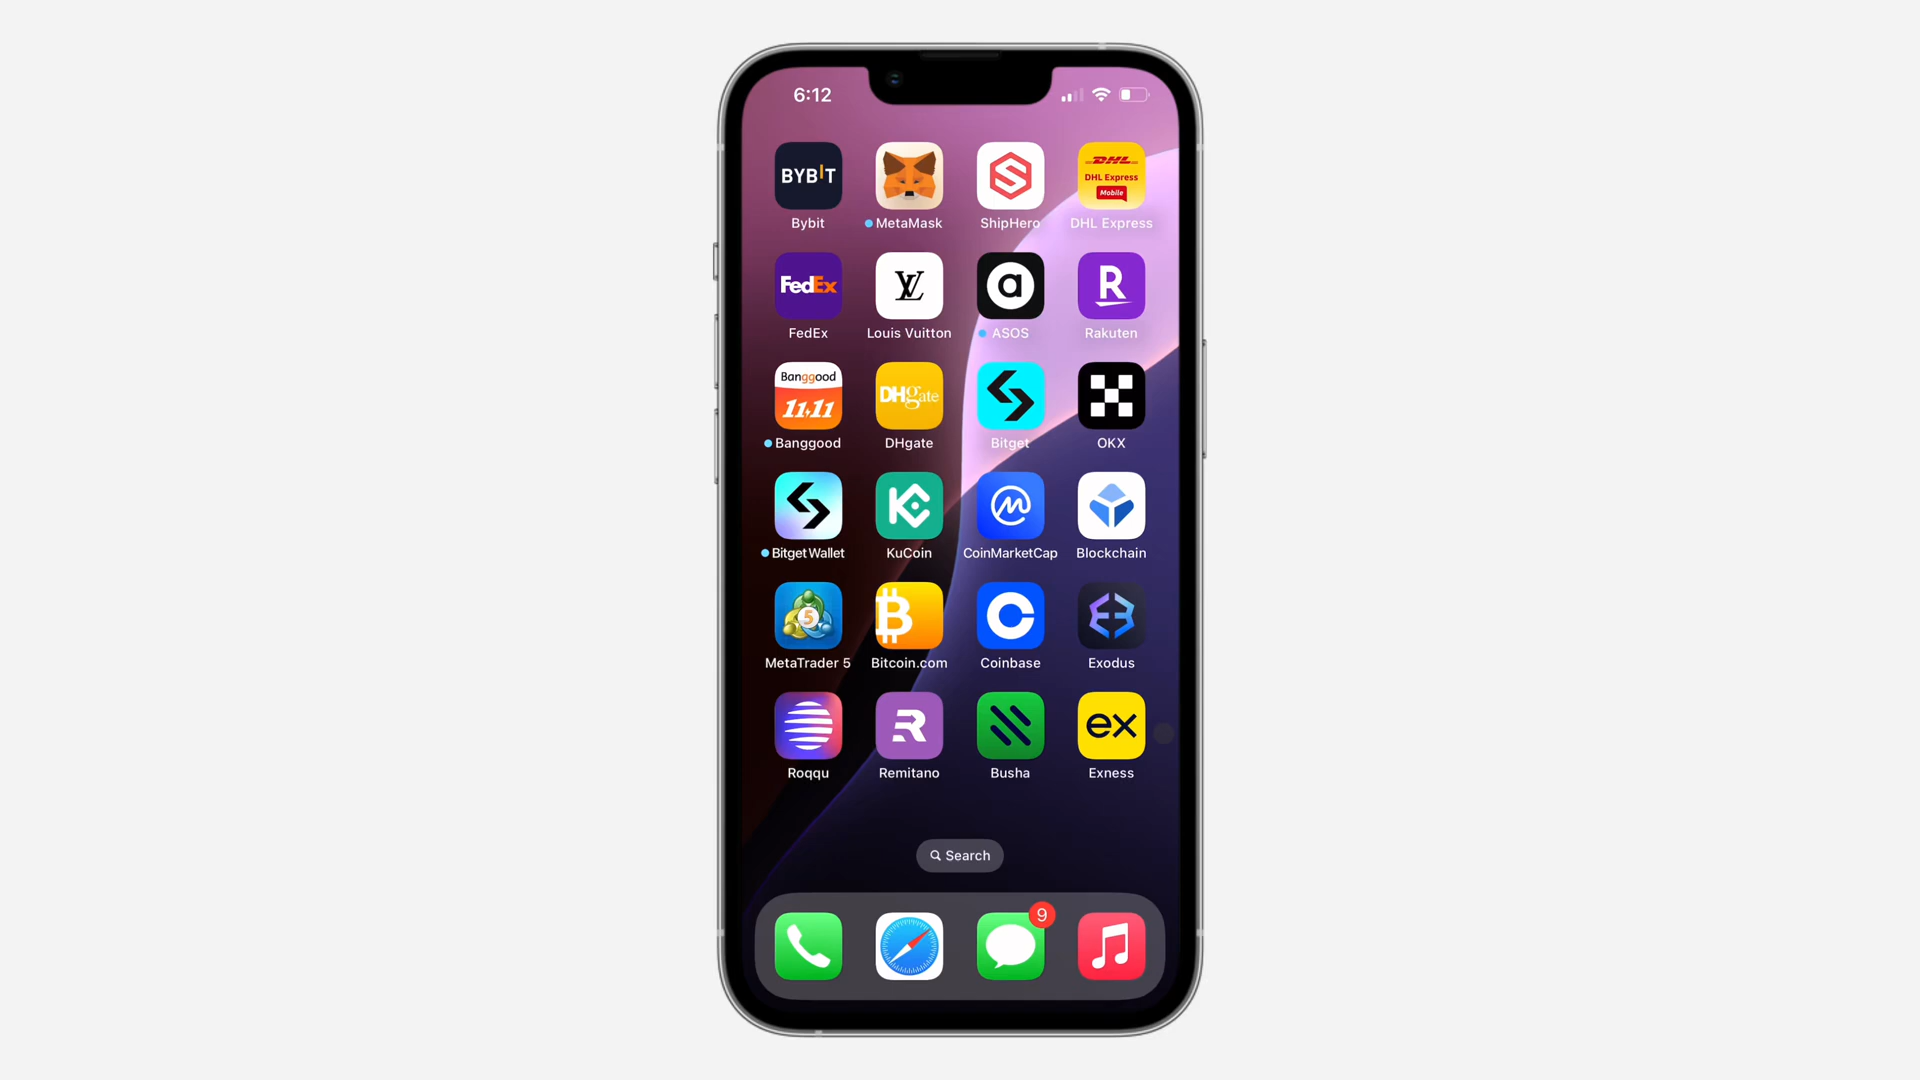 6:12
BYBIT
DHL
DHL Express
Mobile
Bybit
MetaMask
ShipHero
DHL Express
FedEx
LV
a
R
FedEx
Louis Vuitton
ASOS
Rakuten
Banggood
11.11
DHgate
Banggood
DHgate
Bitget
OKX
Bitget Wallet
KuCoin
CoinMarketCap
Blockchain
5
MetaTrader 5
Bitcoin.com
Coinbase
Exodus
R
ex
Roqqu
Remitano
Busha
Exness
Search
9